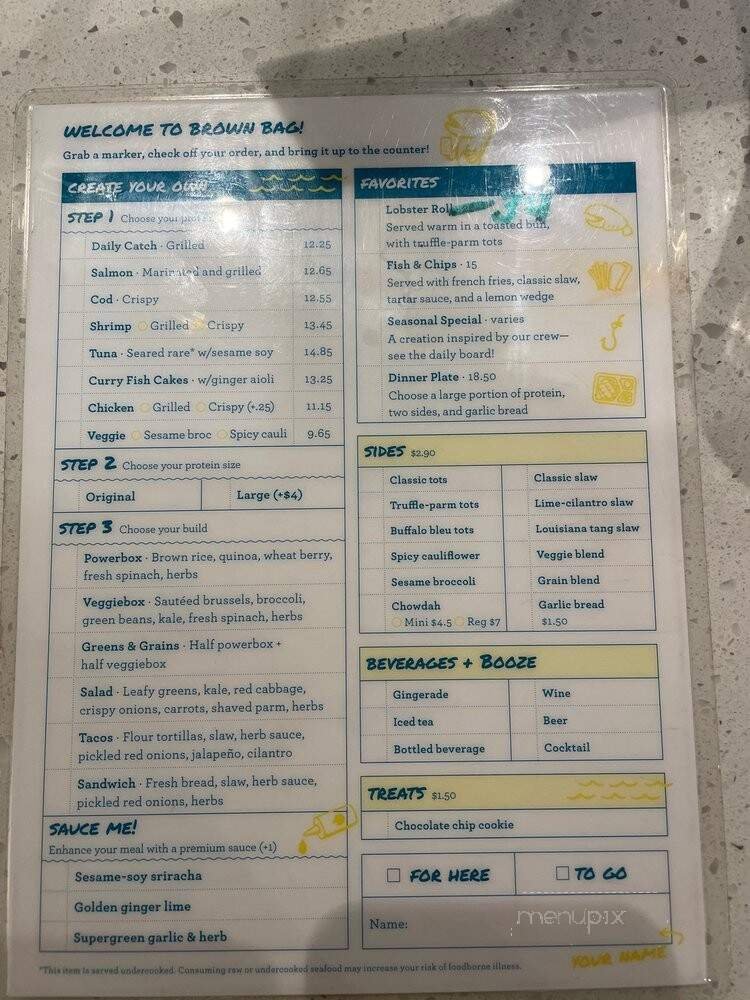 WELCOME TO BROWN BAG!
Grab a marker, check off your order, and bring it up to the counter!
CREATE YOUR OWN
STEP 1 Choose your
Daily Catch · Grilled 12.25
Salmon · Marinated and grilled 12.65
Cod · Crispy 12.55
Shrimp Grilled Crispy 13.45
Tuna · Seared rare* w/sesame soy 14.85
Curry Fish Cakes · w/ginger aioli 13.25
Chicken Grilled Crispy (+.25) 11.15
Veggie Sesame broc Spicy cauli 9.65
STEP 2 Choose your protein size
Original Large (+$4)
STEP 3 Choose your build
Powerbox · Brown rice, quinoa, wheat berry,
fresh spinach, herbs
Veggiebox · Sautéed brussels, broccoli,
green beans, kale, fresh spinach, herbs
Greens & Grains · Half powerbox +
half veggiebox
Salad · Leafy greens, kale, red cabbage,
crispy onions, carrots, shaved parm, herbs
Tacos · Flour tortillas, slaw, herb sauce,
pickled red onions, jalapeño, cilantro
Sandwich · Fresh bread, slaw, herb sauce,
pickled red onions, herbs
SAUCE ME!
Enhance your meal with a premium sauce (+1)
Sesame-soy sriracha
Golden ginger lime
Supergreen garlic & herb
FAVORITES
Lobster Roll
Served warm in a toasted bun,
with truffle-parm tots
Fish & Chips · 15
Served with french fries, classic slaw,
tartar sauce, and a lemon wedge
Seasonal Special · varies
A creation inspired by our crew—
see the daily board!
Dinner Plate · 18.50
Choose a large portion of protein,
two sides, and garlic bread
SIDES $2.90
Classic tots Classic slaw
Truffle-parm tots Lime-cilantro slaw
Buffalo bleu tots Louisiana tang slaw
Spicy cauliflower Veggie blend
Sesame broccoli Grain blend
Chowdah Garlic bread
Mini $4.5 Reg $7 $1.50
BEVERAGES + BOOZE
Gingerade Wine
Iced tea Beer
Bottled beverage Cocktail
TREATS $1.50
Chocolate chip cookie
FOR HERE TO GO
Name:
menupix
YOUR NAME
*This item is served undercooked. Consuming raw or undercooked seafood may increase your risk of foodborne illness.